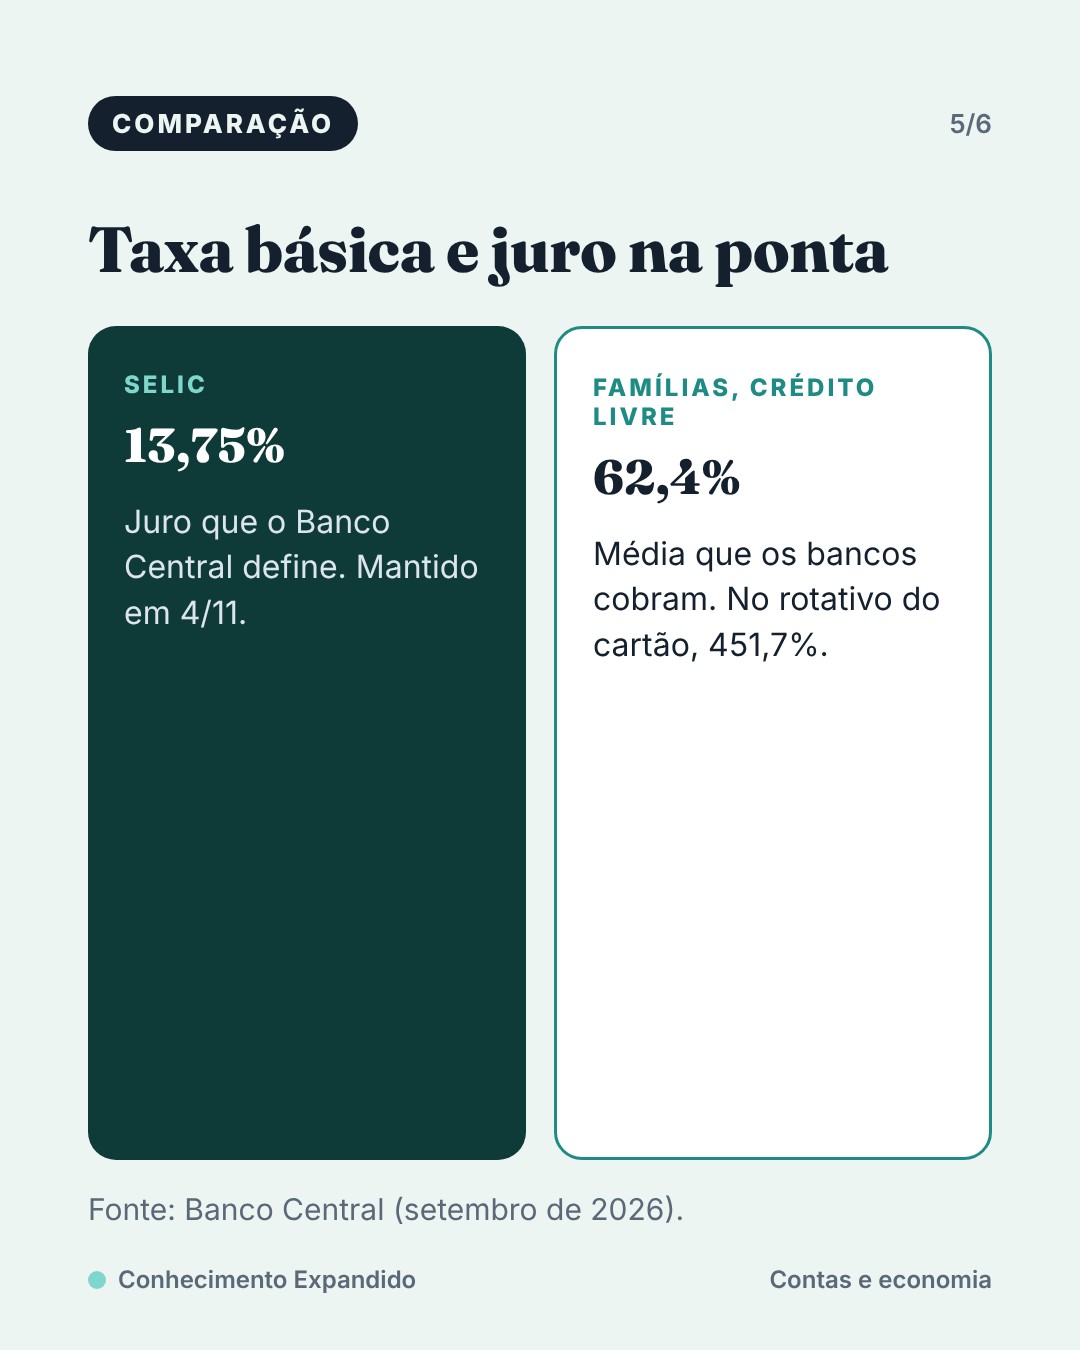 COMPARAÇÃO
5/6
Taxa básica e juro na ponta
SELIC
13,75%
Juro que o Banco
Central define. Mantido
em 4/11.
FAMÍLIAS, CRÉDITO
LIVRE
62,4%
Média que os bancos
cobram. No rotativo do
cartão, 451,7%.
Fonte: Banco Central (setembro de 2026).
Conhecimento Expandido
Contas e economia